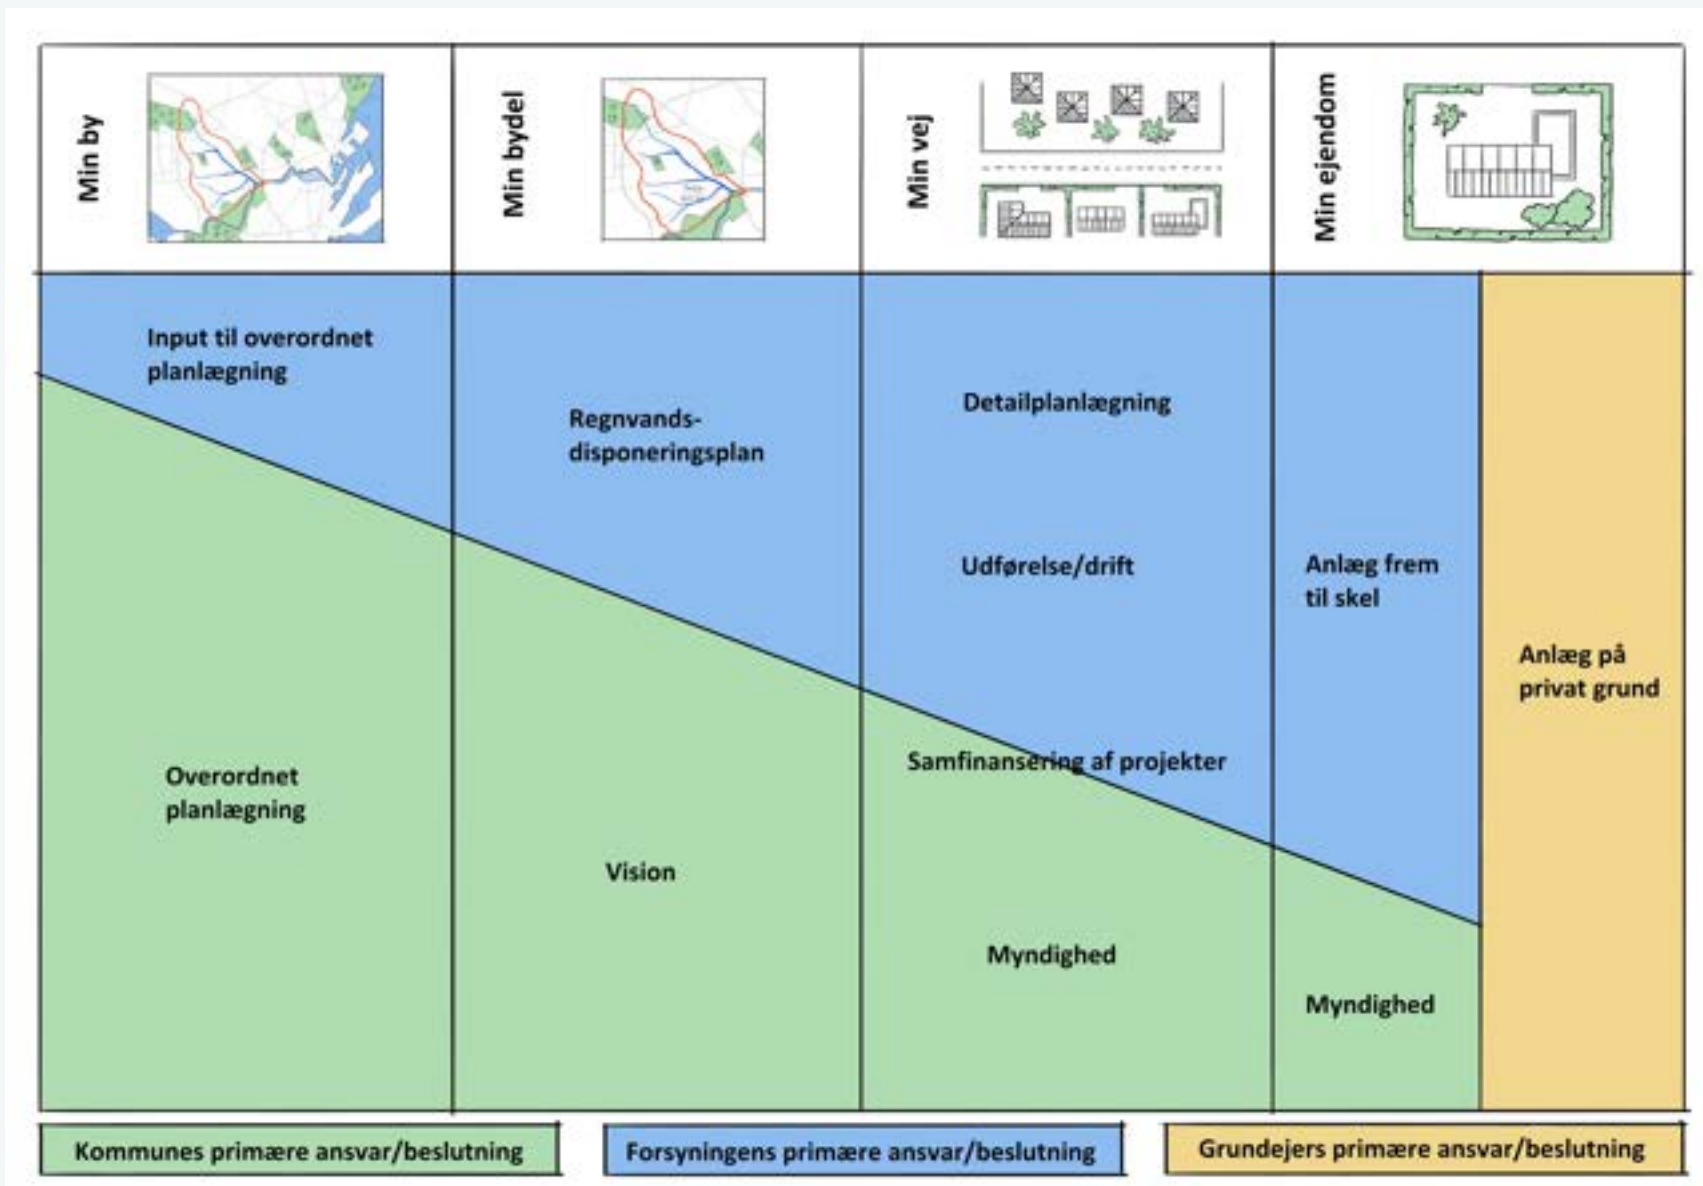 Min by
Min bydel
Min vej
Min ejendom
Input til overordnet
planlægning
Regnvands-
disponeringsplan
Detailplanlægning
Udførelse/drift
Anlæg frem
til skel
Anlæg på
privat grund
Overordnet
planlægning
Vision
Samfinansering af projekter
Myndighed
Myndighed
Kommunes primære ansvar/beslutning
Forsyningens primære ansvar/beslutning
Grundejers primære ansvar/beslutning